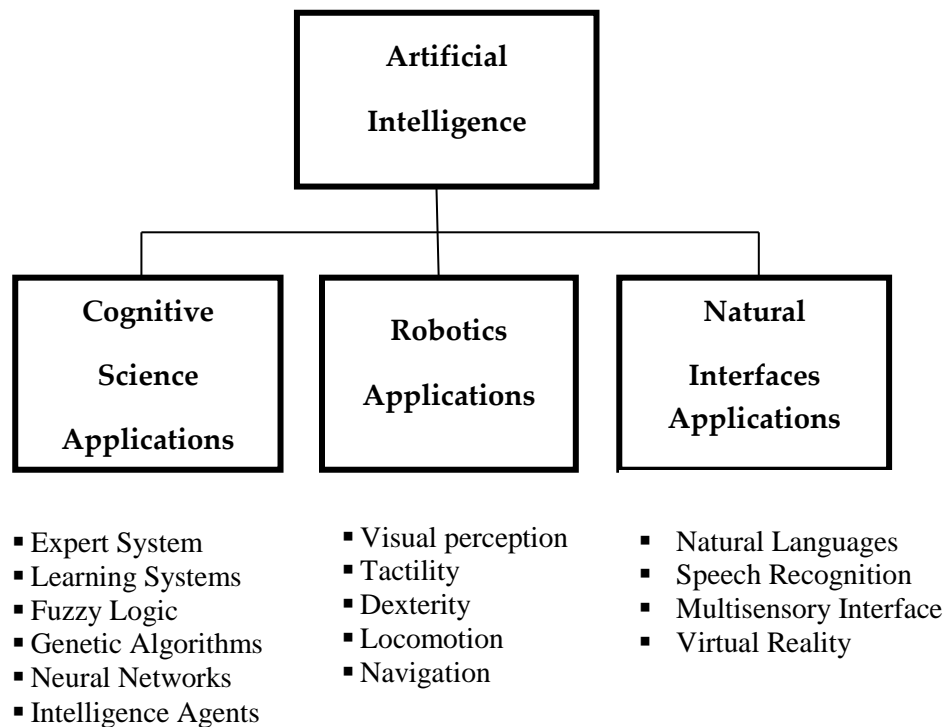 Artificial
Intelligence
Cognitive
Science
Applications
Robotics
Applications
Natural
Interfaces
Applications
▪ Expert System
▪ Learning Systems
▪ Fuzzy Logic
▪ Genetic Algorithms
▪ Neural Networks
▪ Intelligence Agents
▪ Visual perception
▪ Tactility
▪ Dexterity
▪ Locomotion
▪ Navigation
▪ Natural Languages
▪ Speech Recognition
▪ Multisensory Interface
▪ Virtual Reality